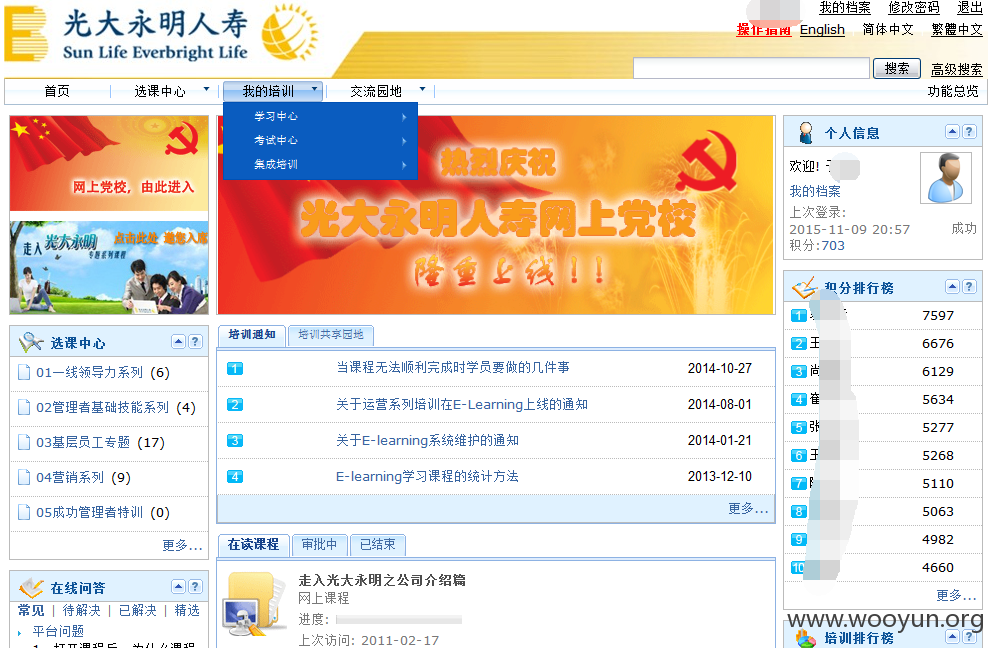 光大永明人寿
Sun Life Everbright Life
我的档案 修改密码 退出
操作指南 English 简体中文 繁體中文
搜索 高级搜索
首页 选课中心 我的培训 交流园地 功能总览
学习中心
考试中心
集成培训
网上党校，由此进入
走入光大永明 点击此处 邀您入席
专题系列课程
热烈庆祝
光大永明人寿网上党校
隆重上线！！
个人信息
欢迎!
我的档案
上次登录:
2015-11-09 20:57 成功
积分:703
积分排行榜
1 7597
2 王 6676
3 尚 6129
4 崔 5634
5 张 5277
6 王 5268
7 5110
8 5063
9 4982
10 4660
更多...
培训排行榜
选课中心
01一线领导力系列 (6)
02管理者基础技能系列 (4)
03基层员工专题 (17)
04营销系列 (9)
05成功管理者特训 (0)
更多...
在线问答
常见 | 待解决 | 已解决 | 精选
平台问题
1、打开课程后，为什么课程
培训通知 培训共享园地
1 当课程无法顺利完成时学员要做的几件事 2014-10-27
2 关于运营系列培训在E-Learning上线的通知 2014-08-01
3 关于E-learning系统维护的通知 2014-01-21
4 E-learning学习课程的统计方法 2013-12-10
更多...
在读课程 审批中 已结束
走入光大永明之公司介绍篇
网上课程
进度:
上次访问: 2011-02-17
www.wooyun.org